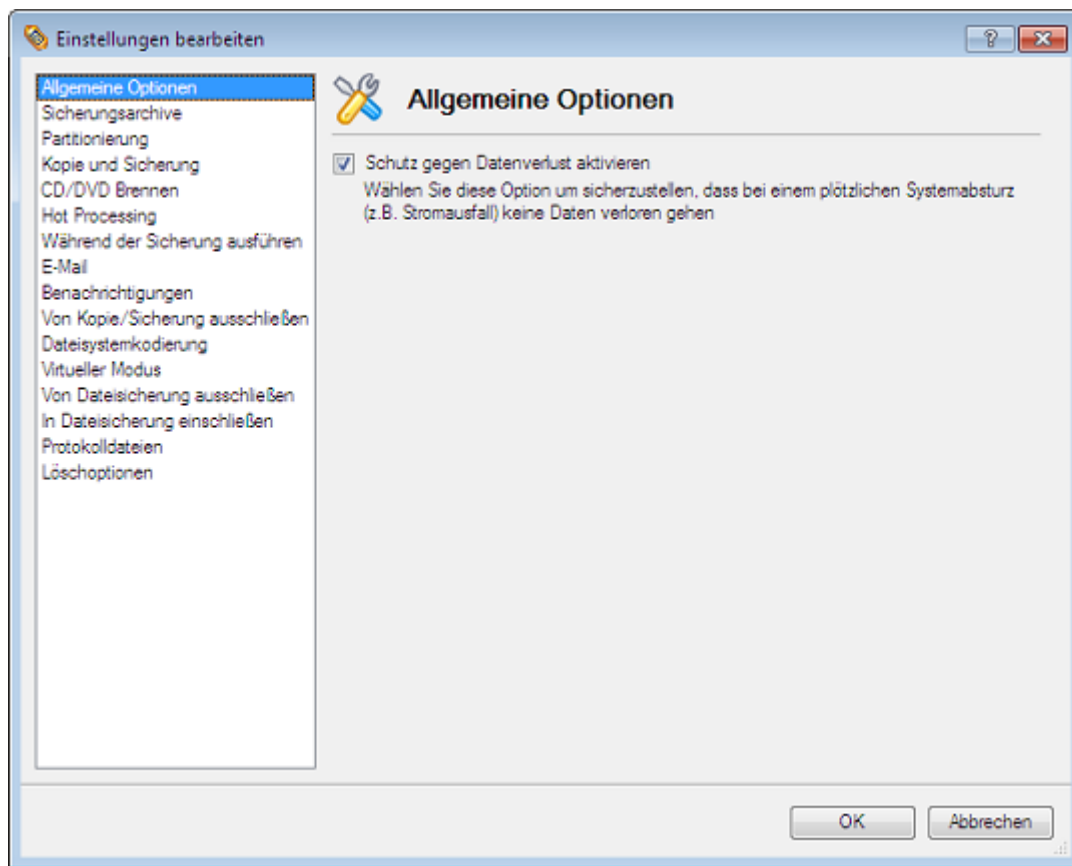 Einstellungen bearbeiten
Allgemeine Optionen
Sicherungsarchive
Partitionierung
Kopie und Sicherung
CD/DVD Brennen
Hot Processing
Während der Sicherung ausführen
E-Mail
Benachrichtigungen
Von Kopie/Sicherung ausschließen
Dateisystemkodierung
Virtueller Modus
Von Dateisicherung ausschließen
In Dateisicherung einschließen
Protokolldateien
Löschoptionen
Allgemeine Optionen
Schutz gegen Datenverlust aktivieren
Wählen Sie diese Option um sicherzustellen, dass bei einem plötzlichen Systemabsturz
(z.B. Stromausfall) keine Daten verloren gehen
OK
Abbrechen